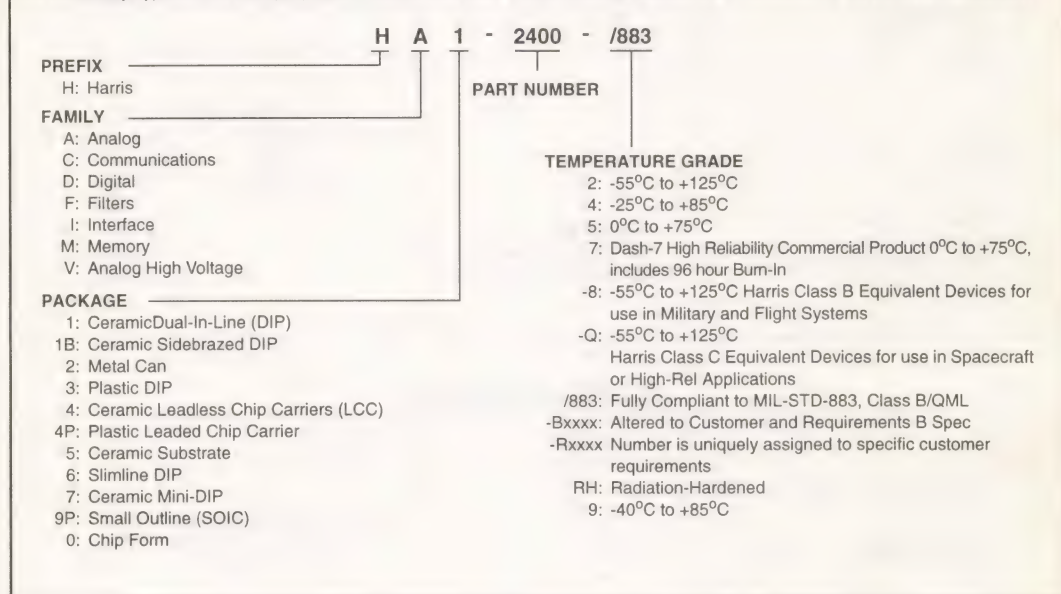 H A 1 - 2400 - /883
PREFIX
H: Harris
FAMILY
A: Analog
C: Communications
D: Digital
F: Filters
I: Interface
M: Memory
V: Analog High Voltage
PACKAGE
1: CeramicDual-In-Line (DIP)
1B: Ceramic Sidebrazed DIP
2: Metal Can
3: Plastic DIP
4: Ceramic Leadless Chip Carriers (LCC)
4P: Plastic Leaded Chip Carrier
5: Ceramic Substrate
6: Slimline DIP
7: Ceramic Mini-DIP
9P: Small Outline (SOIC)
0: Chip Form
PART NUMBER
TEMPERATURE GRADE
2: -55°C to +125°C
4: -25°C to +85°C
5: 0°C to +75°C
7: Dash-7 High Reliability Commercial Product 0°C to +75°C,
includes 96 hour Burn-In
-8: -55°C to +125°C Harris Class B Equivalent Devices for
use in Military and Flight Systems
-Q: -55°C to +125°C
Harris Class C Equivalent Devices for use in Spacecraft
or High-Rel Applications
/883: Fully Compliant to MIL-STD-883, Class B/QML
-Bxxxx: Altered to Customer and Requirements B Spec
-Rxxxx Number is uniquely assigned to specific customer
requirements
RH: Radiation-Hardened
9: -40°C to +85°C